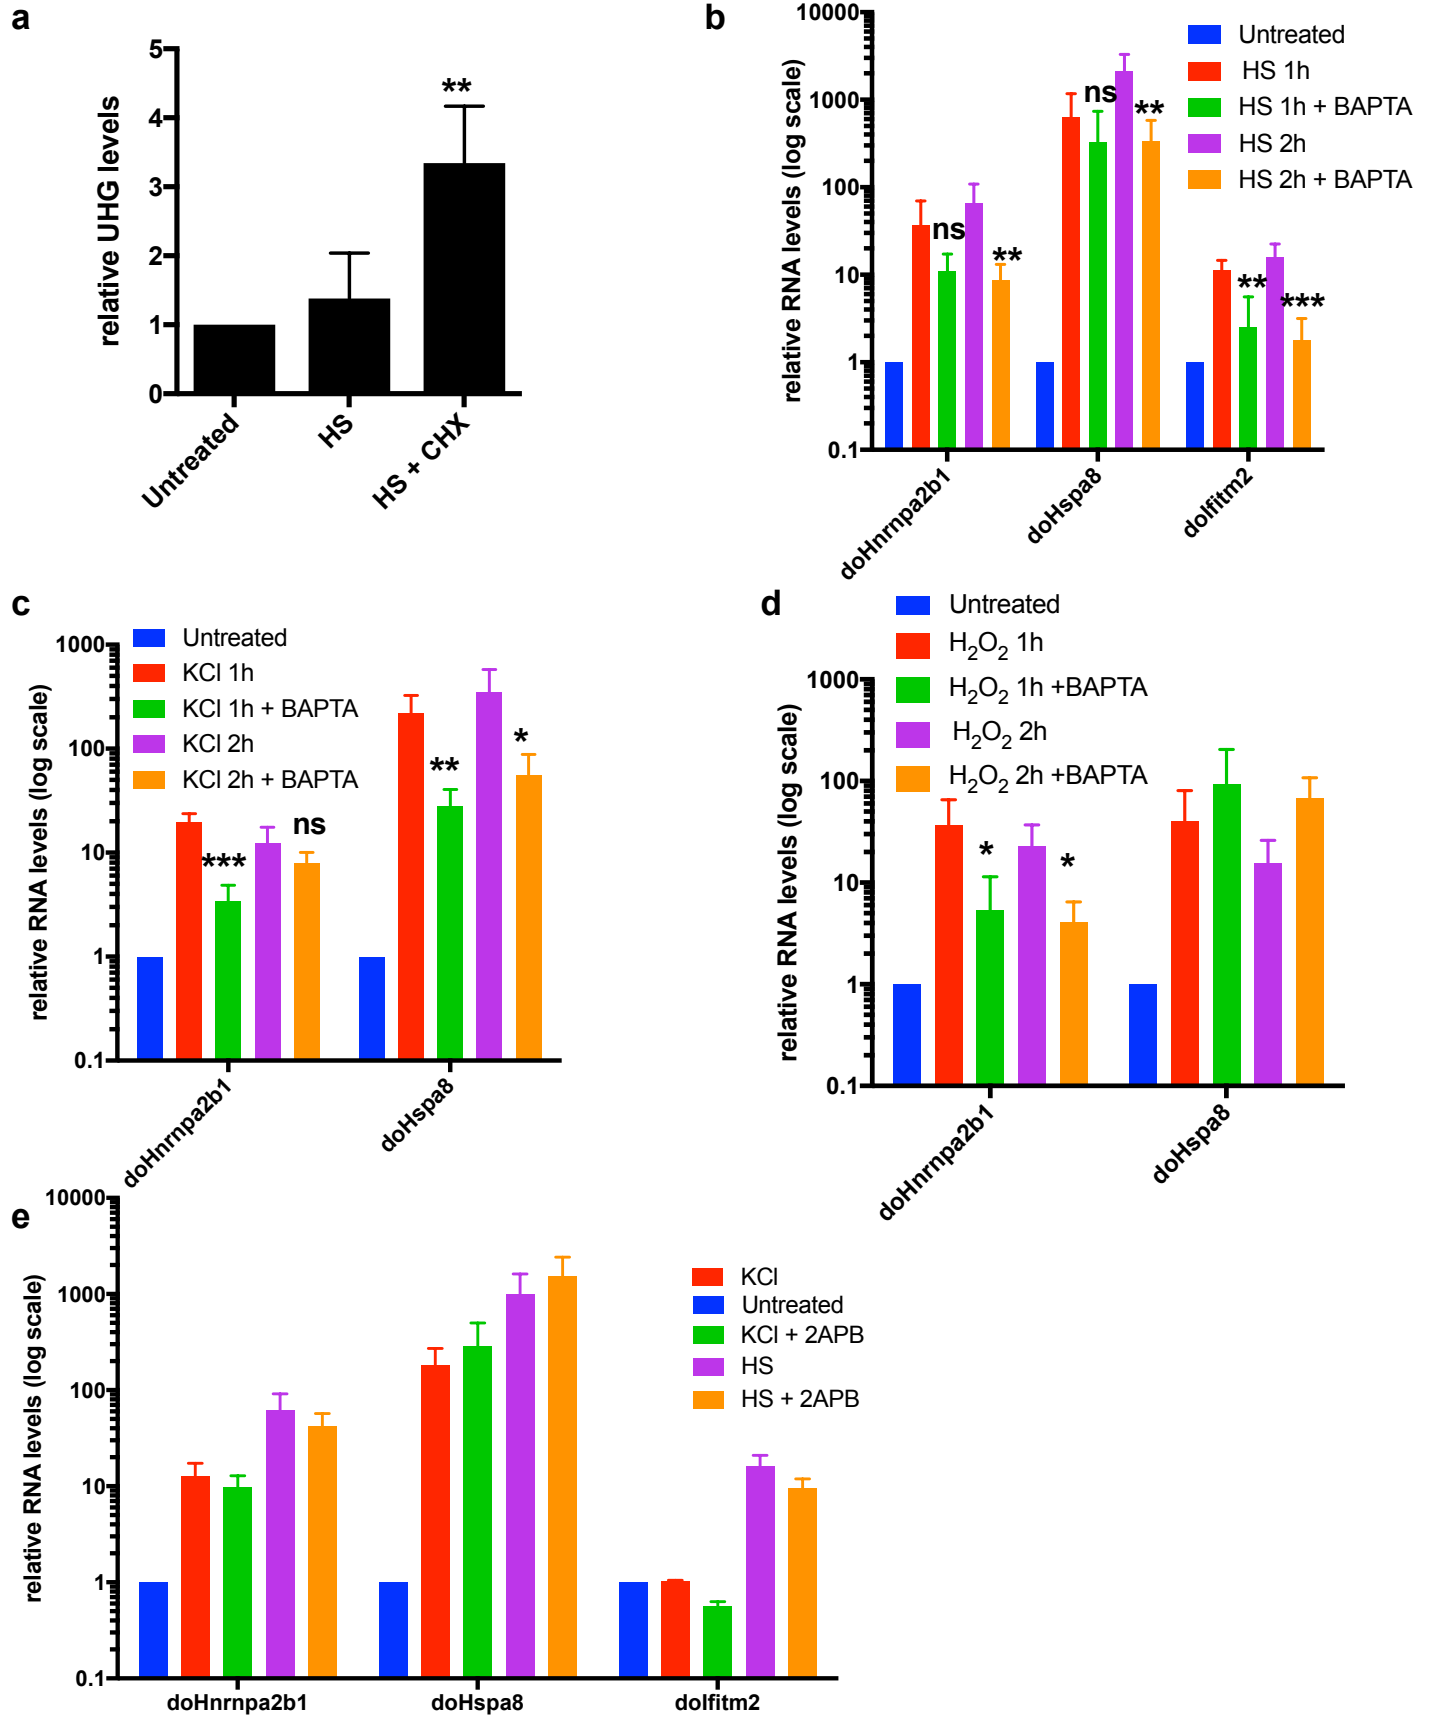 a
relative UHG levels
5
4
3
2
1
0
**
Untreated
HS
HS + CHX
b
relative RNA levels (log scale)
10000
1000
100
10
1
0.1
Untreated
HS 1h
HS 1h + BAPTA
HS 2h
HS 2h + BAPTA
ns
**
ns
**
**
***
doHnrnpa2b1
doHspa8
doIfitm2
c
relative RNA levels (log scale)
1000
100
10
1
0.1
Untreated
KCl 1h
KCl 1h + BAPTA
KCl 2h
KCl 2h + BAPTA
***
ns
**
*
doHnrnpa2b1
doHspa8
d
relative RNA levels (log scale)
1000
100
10
1
0.1
Untreated
H₂O₂ 1h
H₂O₂ 1h +BAPTA
H₂O₂ 2h
H₂O₂ 2h +BAPTA
*
*
doHnrnpa2b1
doHspa8
e
relative RNA levels (log scale)
10000
1000
100
10
1
0.1
KCl
Untreated
KCl + 2APB
HS
HS + 2APB
doHnrnpa2b1
doHspa8
doIfitm2